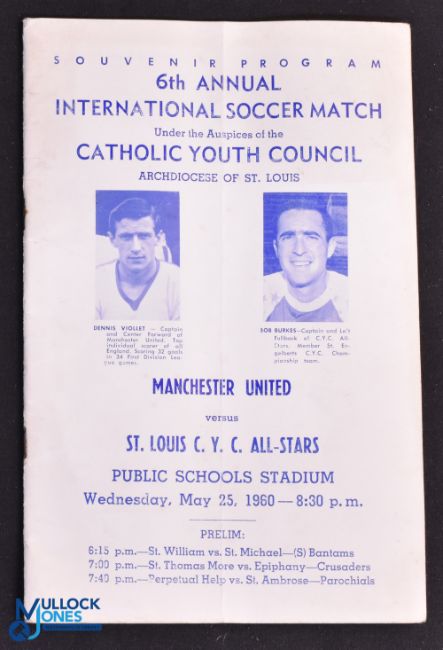 SOUVENIR PROGRAM
6th ANNUAL
INTERNATIONAL SOCCER MATCH
Under the Auspices of the
CATHOLIC YOUTH COUNCIL
ARCHDIOCESE OF ST. LOUIS
DENNIS VIOLLET — Captain
and Center Forward of
Manchester United. Top
individual scorer of all
England. Scoring 32 goals
in 34 First Division Lea-
gue games.
BOB BURKES—Captain and Left
Fullback of C.Y.C. All-
Stars. Member St. En-
gelberts C.Y.C. Cham-
pionship team.
MANCHESTER UNITED
versus
ST. LOUIS C. Y. C. ALL-STARS
PUBLIC SCHOOLS STADIUM
Wednesday, May 25, 1960—8:30 p.m.
PRELIM:
6:15 p.m.—St. William vs. St. Michael—(S) Bantams
7:00 p.m.—St. Thomas More vs. Epiphany—Crusaders
7:40 p.m.—Perpetual Help vs. St. Ambrose—Parochials
MULLOCK
JONES